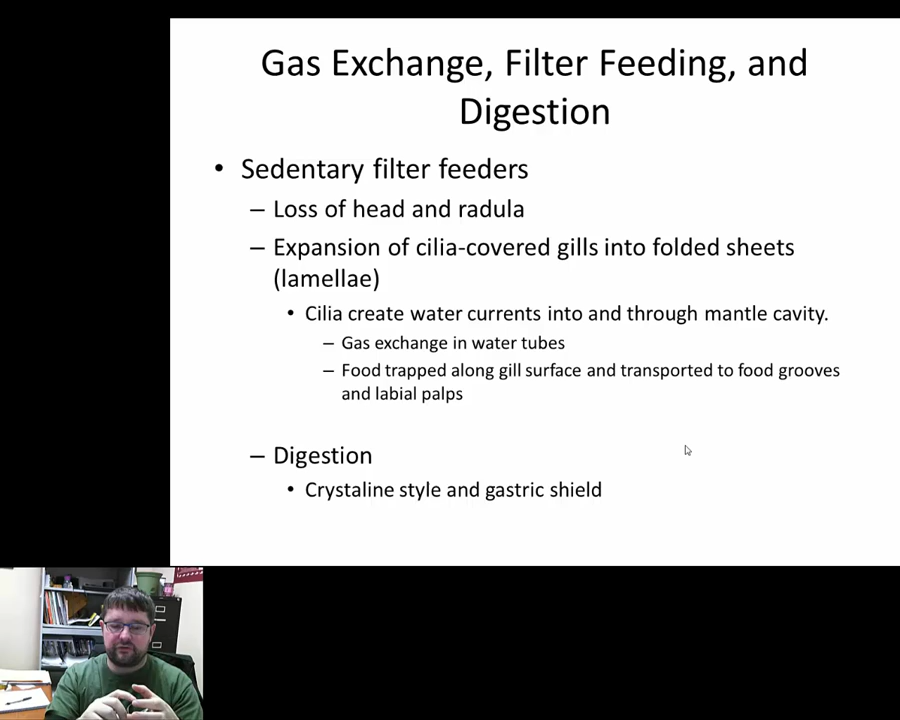 Gas Exchange, Filter Feeding, and
Digestion
• Sedentary filter feeders
– Loss of head and radula
– Expansion of cilia-covered gills into folded sheets
(lamellae)
• Cilia create water currents into and through mantle cavity.
– Gas exchange in water tubes
– Food trapped along gill surface and transported to food grooves
and labial palps
– Digestion
• Crystaline style and gastric shield